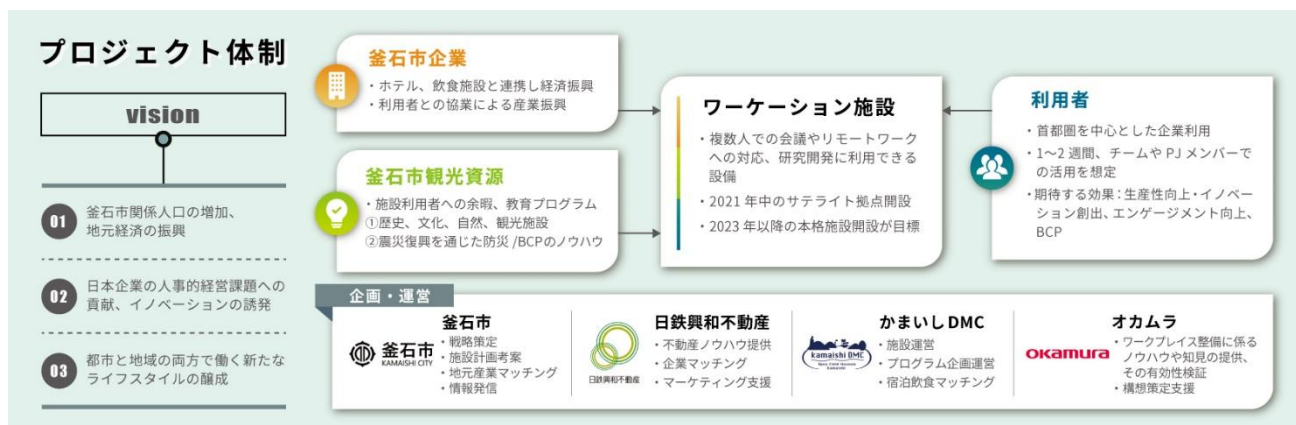 プロジェクト体制
vision
01
釜石市関係人口の増加、
地元経済の振興
02
日本企業の人事的経営課題への
貢献、イノベーションの誘発
03
都市と地域の両方で働く新たな
ライフスタイルの醸成
釜石市企業
・ホテル、飲食施設と連携し経済振興
・利用者との協業による産業振興
釜石市観光資源
・施設利用者への余暇、教育プログラム
①歴史、文化、自然、観光施設
②震災復興を通じた防災/BCPのノウハウ
ワーケーション施設
・複数人での会議やリモートワーク
への対応、研究開発に利用できる
設備
・2021年中のサテライト拠点開設
・2023年以降の本格施設開設が目標
利用者
・首都圏を中心とした企業利用
・1〜2週間、チームやPJメンバーで
の活用を想定
・期待する効果：生産性向上・イノベー
ション創出、エンゲージメント向上、
BCP
企画・運営
釜石市
KAMAISHI CITY
釜石市
・戦略策定
・施設計画考案
・地元産業マッチング
・情報発信
日鉄興和不動産
日鉄興和不動産
・不動産ノウハウ提供
・企業マッチング
・マーケティング支援
kamaishi DMC
かまいしDMC
・施設運営
・プログラム企画運営
・宿泊飲食マッチング
okamura
オカムラ
・ワークプレイス整備に係る
ノウハウや知見の提供、
その有効性検証
・構想策定支援